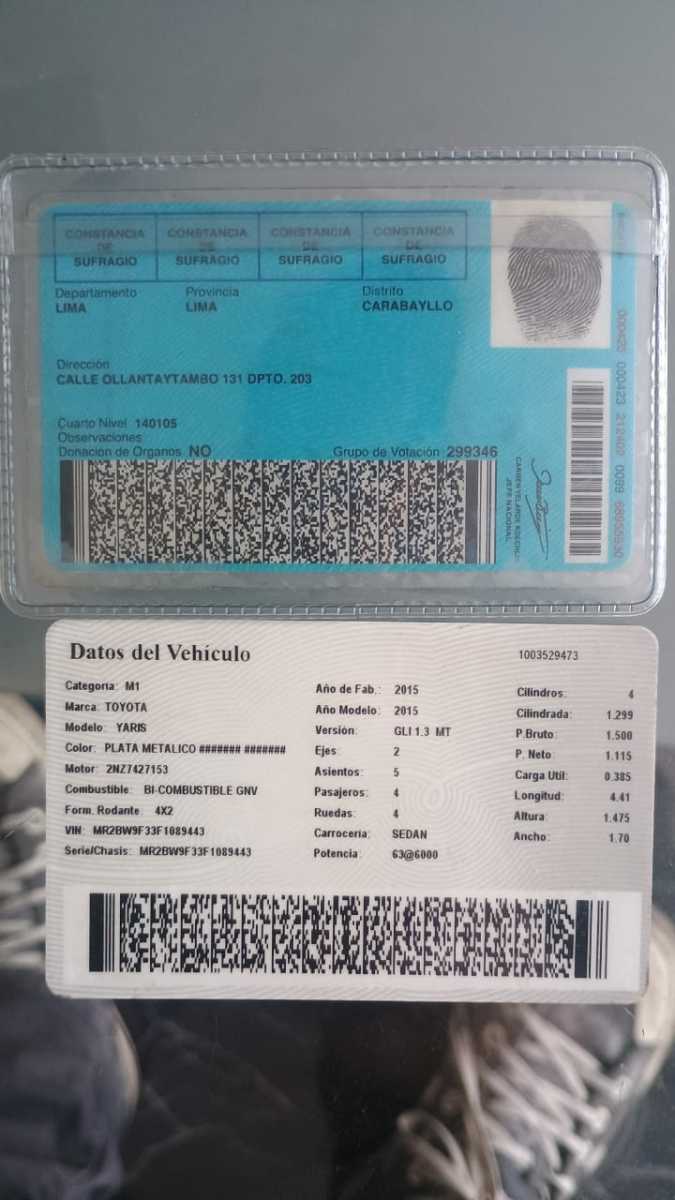 CONSTANCIA DE SUFRAGIO
CONSTANCIA DE SUFRAGIO
CONSTANCIA DE SUFRAGIO
CONSTANCIA DE SUFRAGIO
Departamento
LIMA
Provincia
LIMA
Distrito
CARABAYLLO
Dirección
CALLE OLLANTAYTAMBO 131 DPTO. 203
Cuarto Nivel 140105
Observaciones
Donación de Organos NO
Grupo de Votación 299346
JEFE NACIONAL
Datos del Vehículo
1003529473
Categoria: M1
Marca: TOYOTA
Modelo: YARIS
Color: PLATA METALICO ####### #######
Motor: 2NZ7427153
Combustible: BI-COMBUSTIBLE GNV
Form. Rodante: 4X2
VIN: MR2BW9F33F1089443
Serie/Chasis: MR2BW9F33F1089443
Año de Fab.: 2015
Año Modelo: 2015
Versión: GLI 1.3 MT
Ejes: 2
Asientos: 5
Pasajeros: 4
Ruedas: 4
Carrocería: SEDAN
Potencia: 63@6000
Cilindros: 4
Cilindrada: 1.299
P.Bruto: 1.500
P. Neto: 1.115
Carga Util: 0.385
Longitud: 4.41
Altura: 1.475
Ancho: 1.70